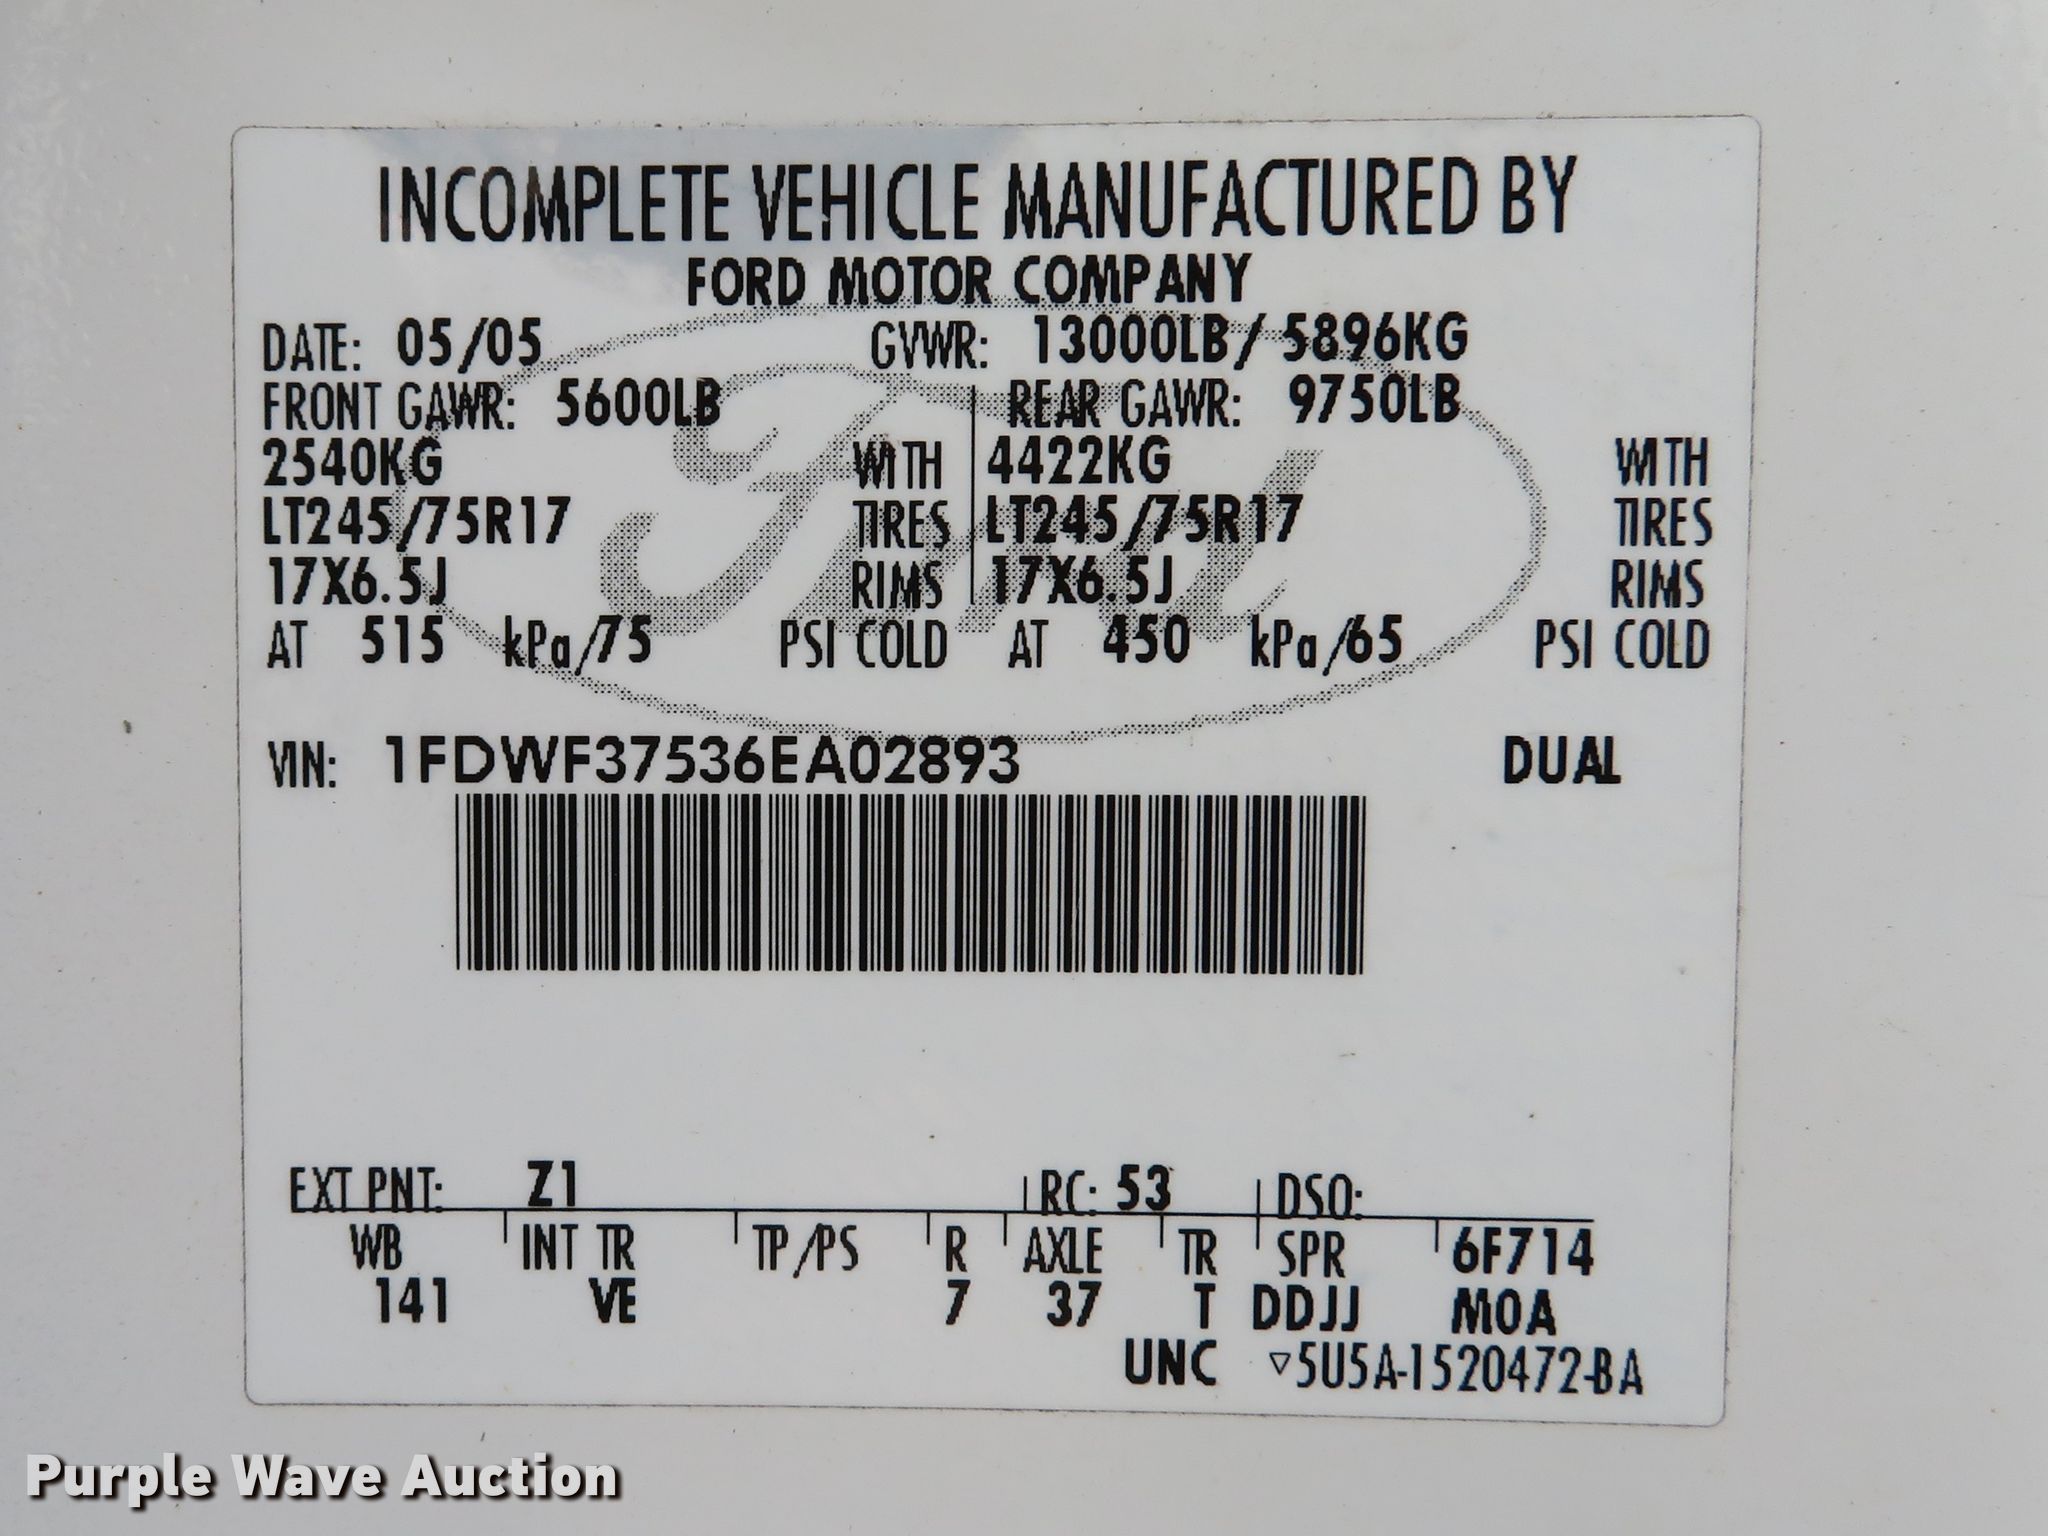 INCOMPLETE VEHICLE MANUFACTURED BY
FORD MOTOR COMPANY
DATE: 05/05 GVWR: 13000LB/ 5896KG
FRONT GAWR: 5600LB REAR GAWR: 9750LB
2540KG WITH 4422KG WITH
LT245/75R17 TIRES LT245/75R17 TIRES
17X6.5J RIMS 17X6.5J RIMS
AT 515 kPa/75 PSI COLD AT 450 kPa/65 PSI COLD
Ford
VIN: 1FDWF37536EA02893 DUAL
EXT PNT: Z1 RC: 53 DSO:
WB INT TR TP/PS R AXLE TR SPR 6F714
141 VE 7 37 T DDJJ MOA
UNC ▽5U5A-1520472-BA
Purple Wave Auction